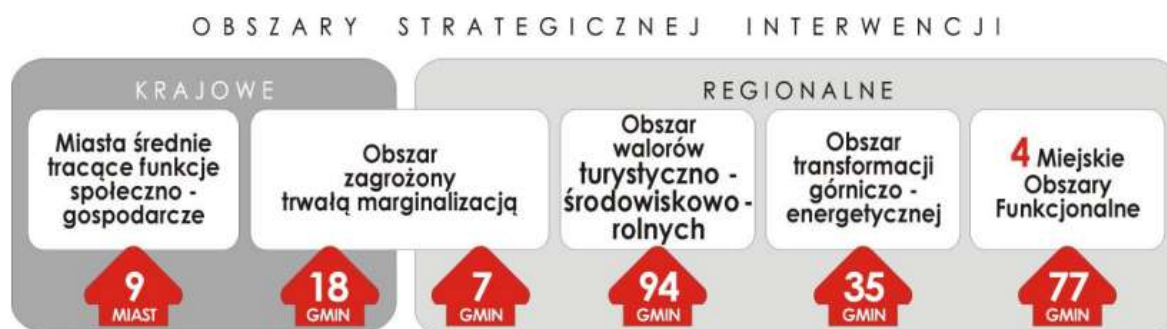 OBSZARY STRATEGICZNEJ INTERWENCJI
KRAJOWE
Miasta średnie
tracące funkcje
społeczno -
gospodarcze
9
MIAST
Obszar
zagrożony
trwałą marginalizacją
18
GMIN
REGIONALNE
7
GMIN
Obszar
walorów
turystyczno -
środowiskowo -
rolnych
94
GMIN
Obszar
transformacji
górniczo -
energetycznej
35
GMIN
4 Miejskie
Obszary
Funkcjonalne
77
GMIN